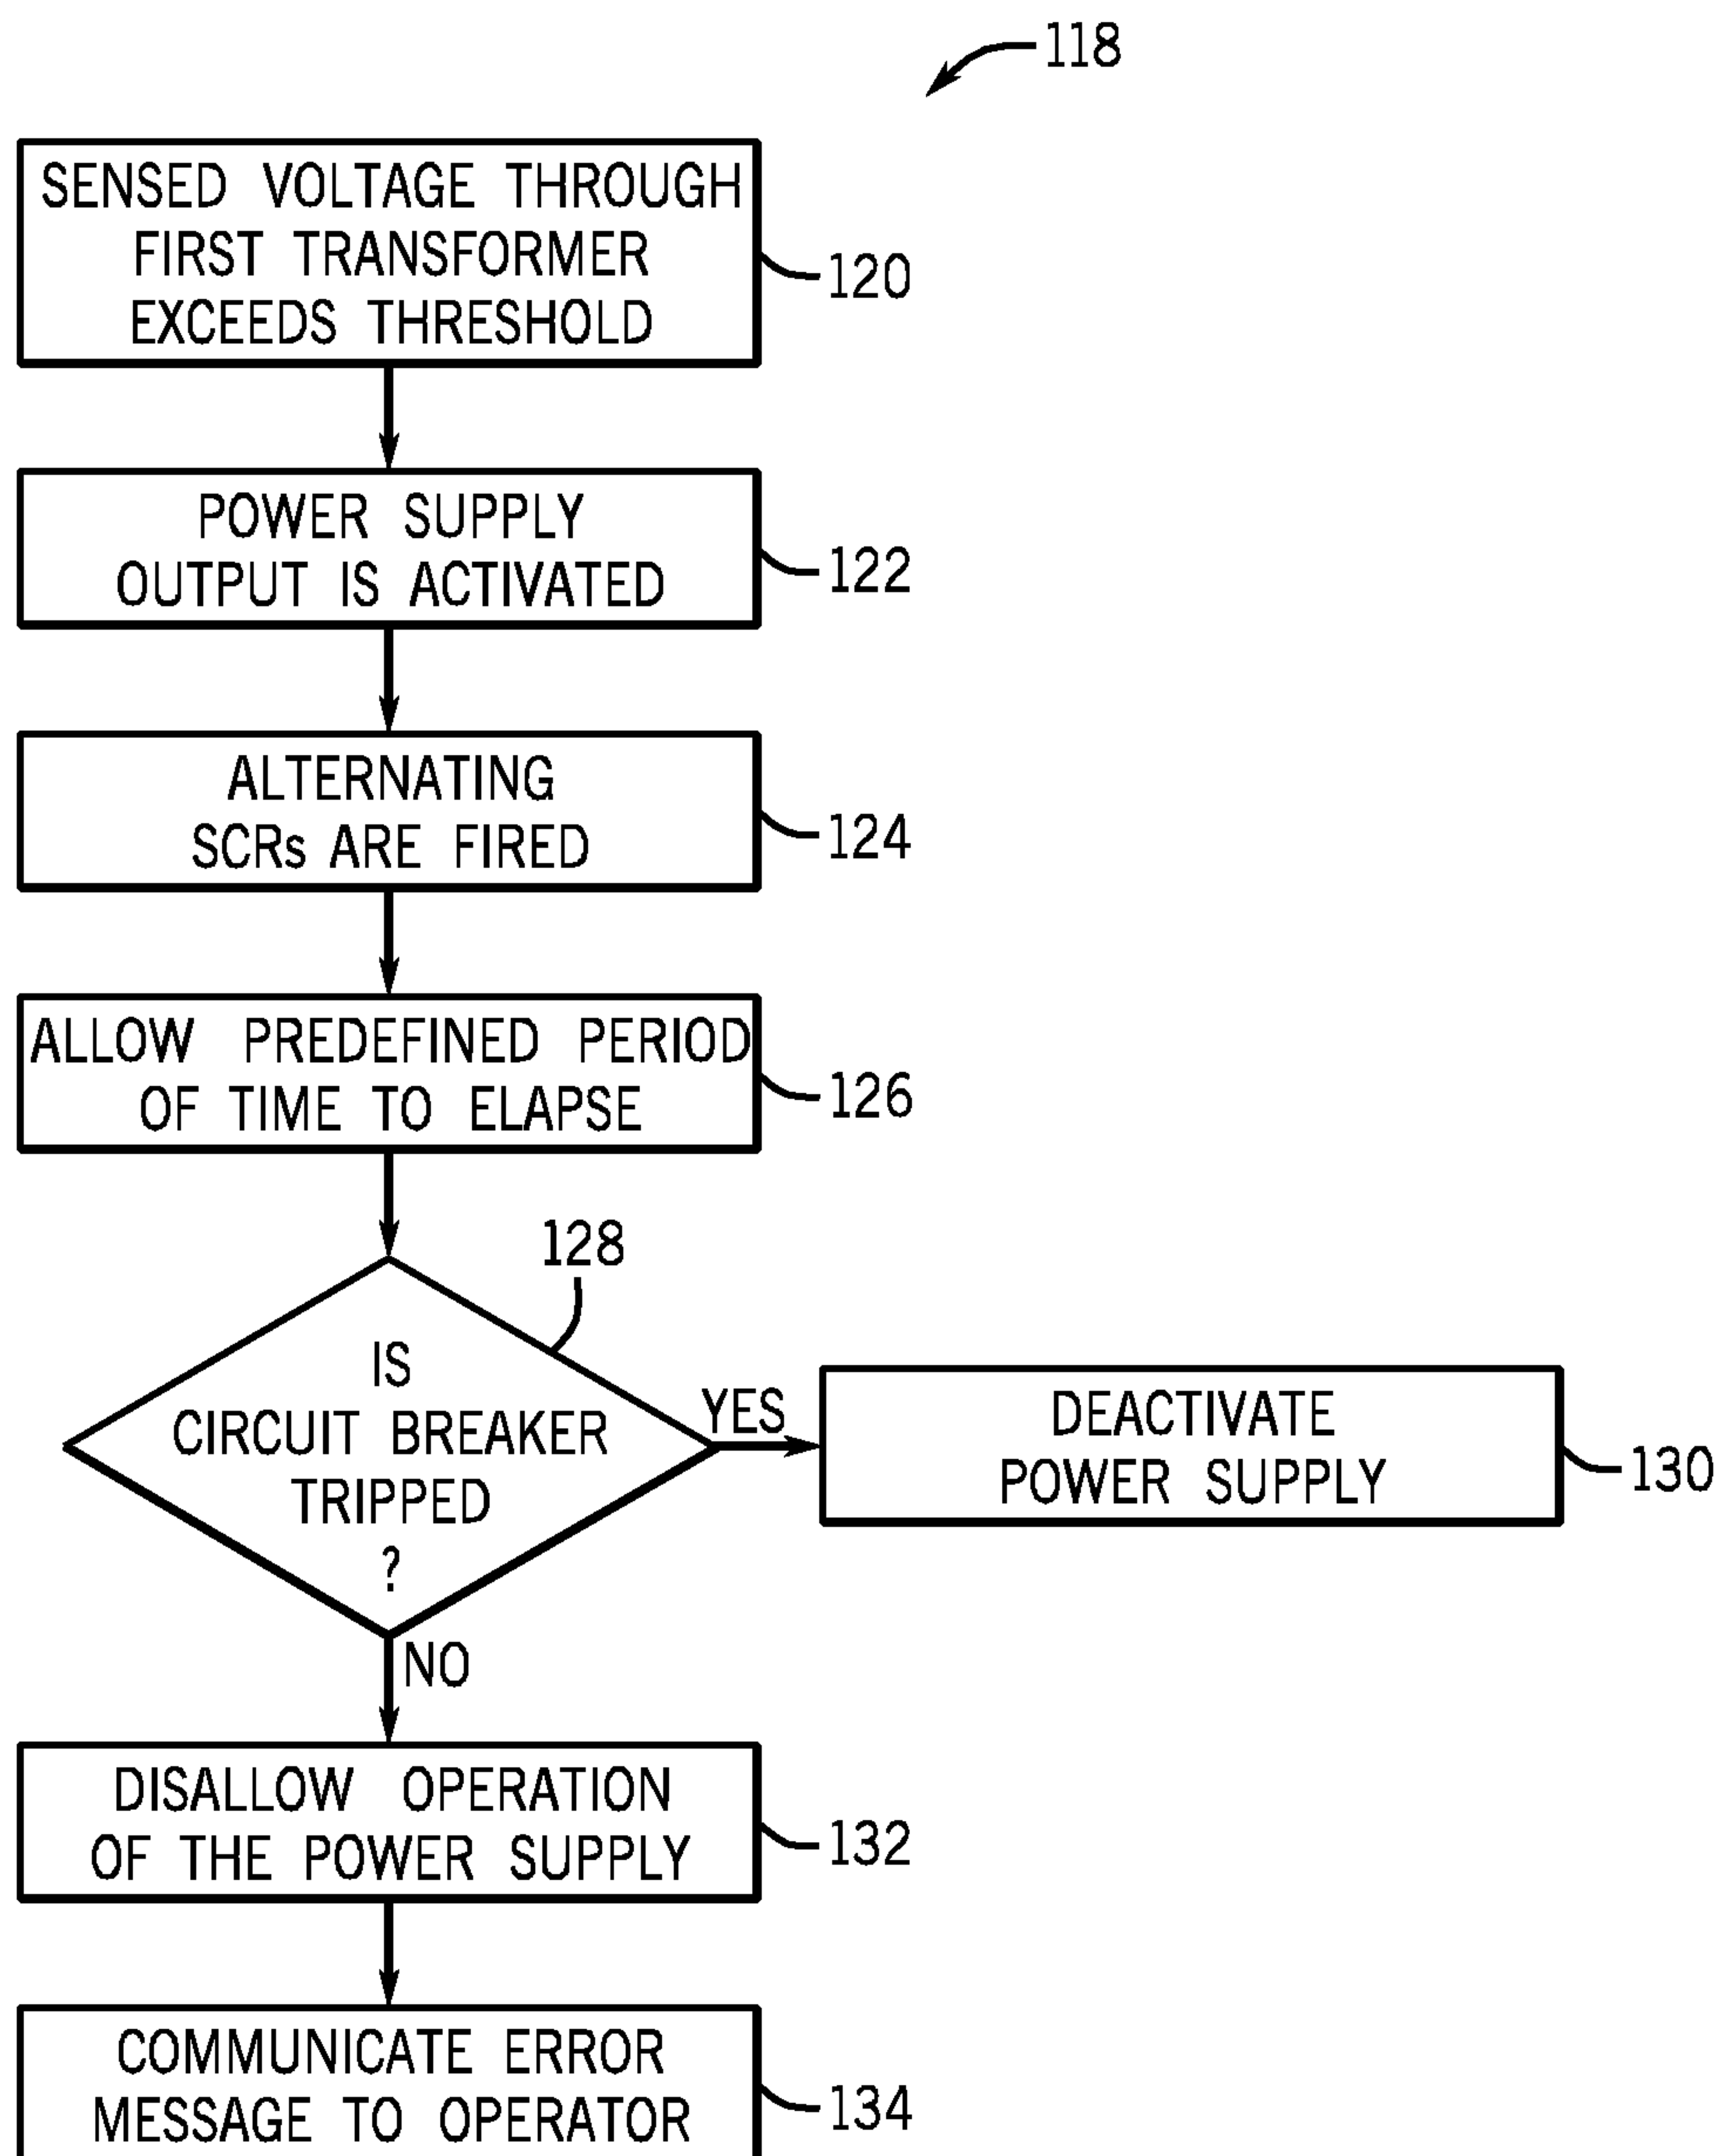 118
SENSED VOLTAGE THROUGH
FIRST TRANSFORMER
EXCEEDS THRESHOLD
120
POWER SUPPLY
OUTPUT IS ACTIVATED
122
ALTERNATING
SCRs ARE FIRED
124
ALLOW PREDEFINED PERIOD
OF TIME TO ELAPSE
126
128
IS
CIRCUIT BREAKER
TRIPPED
?
YES
DEACTIVATE
POWER SUPPLY
130
NO
DISALLOW OPERATION
OF THE POWER SUPPLY
132
COMMUNICATE ERROR
MESSAGE TO OPERATOR
134